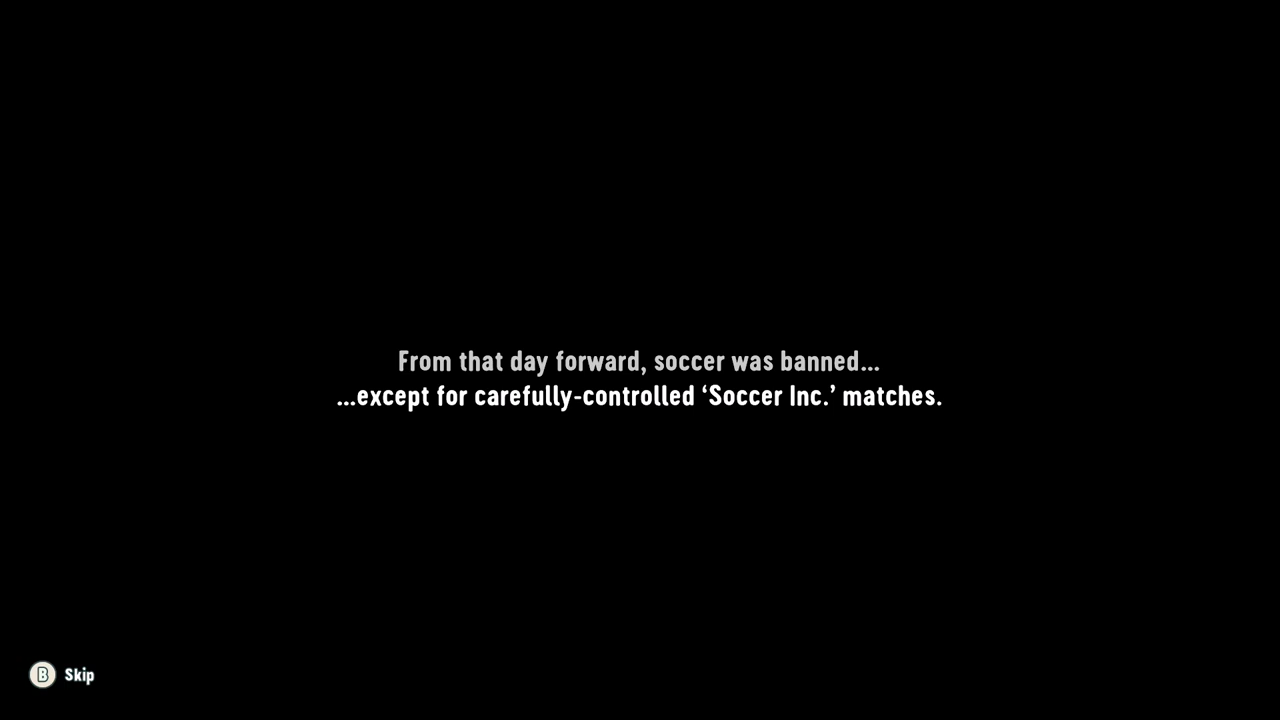 From that day forward, soccer was banned...
...except for carefully-controlled ‘Soccer Inc.’ matches.
B Skip